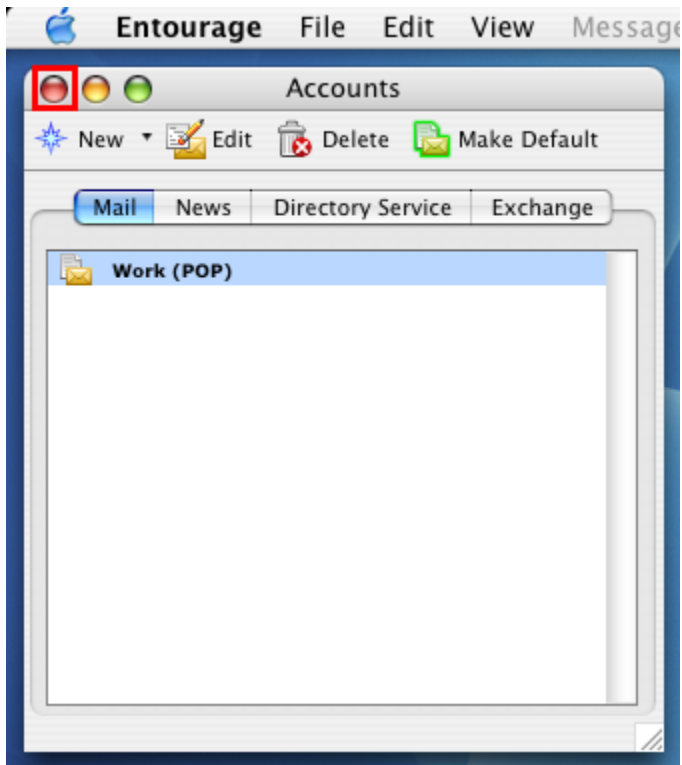 Entourage File Edit View Message
Accounts
New Edit Delete Make Default
Mail News Directory Service Exchange
Work (POP)